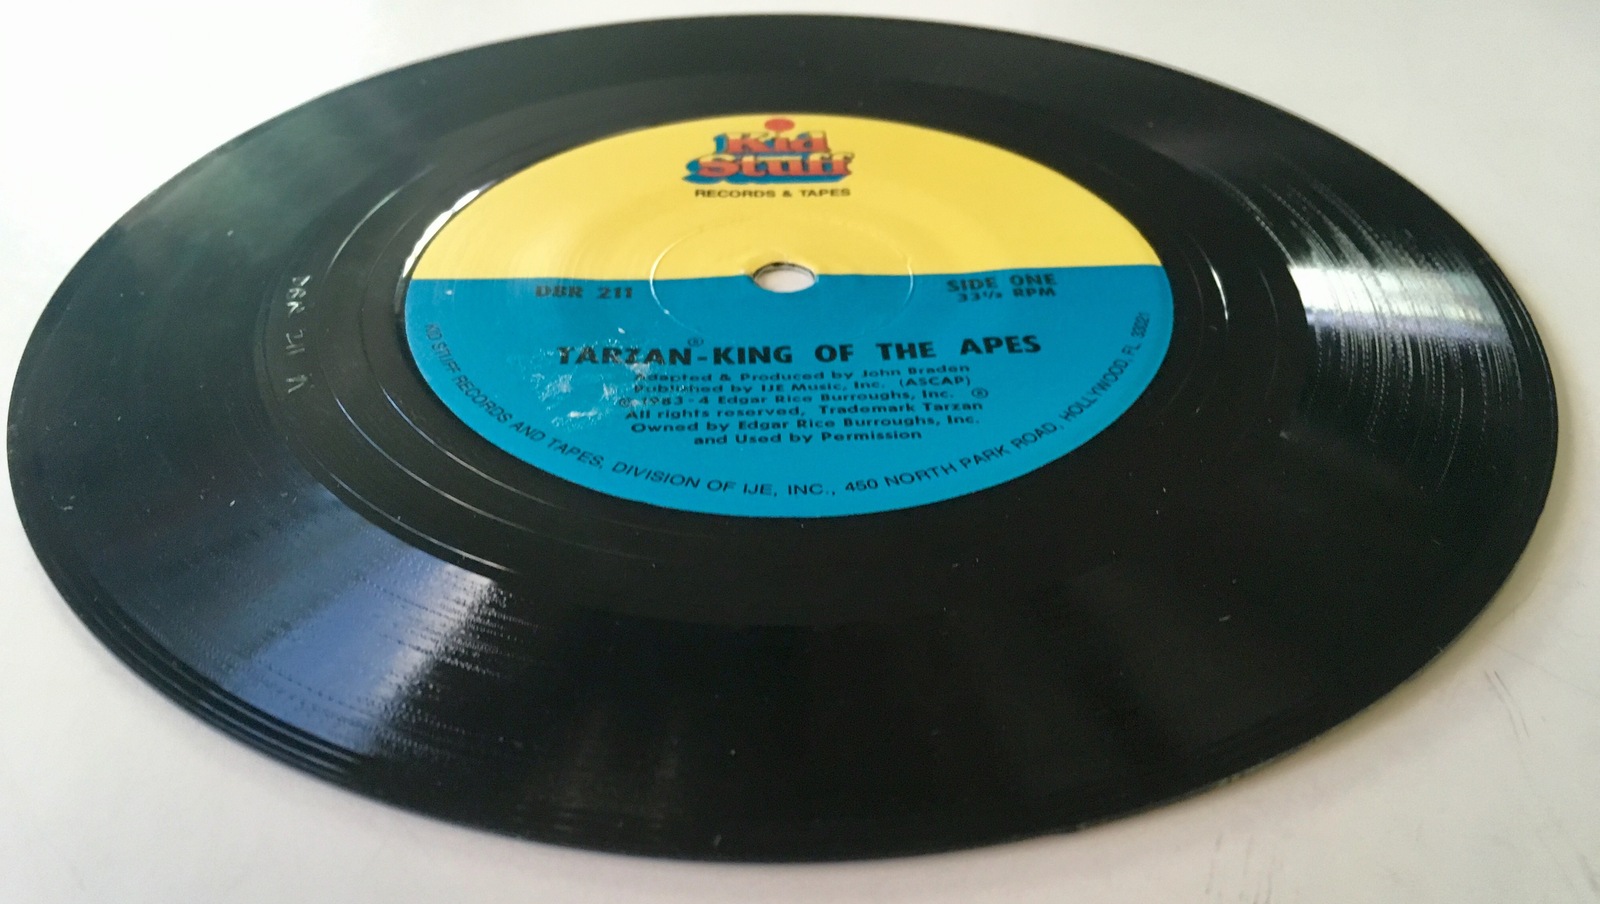 Kid
Stuff
RECORDS & TAPES
DBR 211
SIDE ONE
33⅓ RPM
TARZAN®-KING OF THE APES
Adapted & Produced by John Braden
Published by IJE Music, Inc. (ASCAP)
© 1983-4 Edgar Rice Burroughs, Inc. ®
All rights reserved, Trademark Tarzan
Owned by Edgar Rice Burroughs, Inc.
and Used by Permission
KID STUFF RECORDS AND TAPES, DIVISION OF IJE, INC., 450 NORTH PARK ROAD, HOLLYWOOD, FL 33021